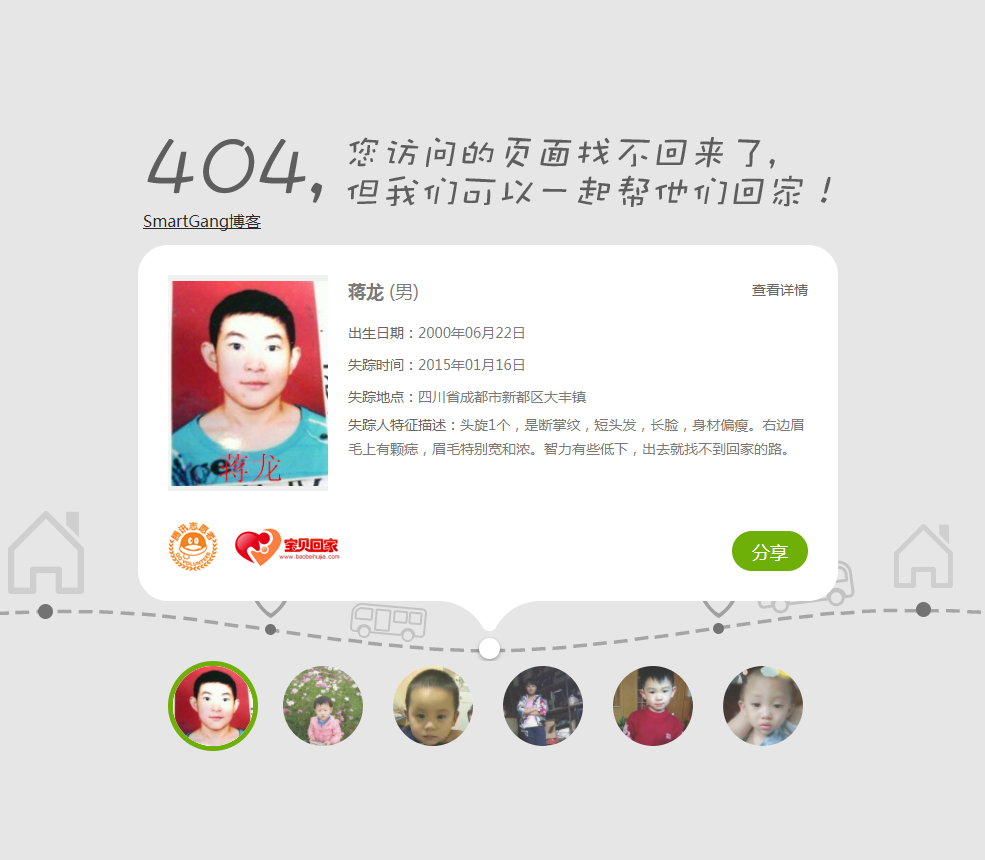 404,
您访问的页面找不回来了,
但我们可以一起帮他们回家！
SmartGang博客
蒋龙 (男)
查看详情
出生日期：2000年06月22日
失踪时间：2015年01月16日
失踪地点：四川省成都市新都区大丰镇
失踪人特征描述：头旋1个，是断掌纹，短头发，长脸，身材偏瘦。右边眉
毛上有颗痣，眉毛特别宽和浓。智力有些低下，出去就找不到回家的路。
蒋龙
腾讯志愿者
QQ VOLUNTEER
宝贝回家
www.baobeihuijia.com
分享